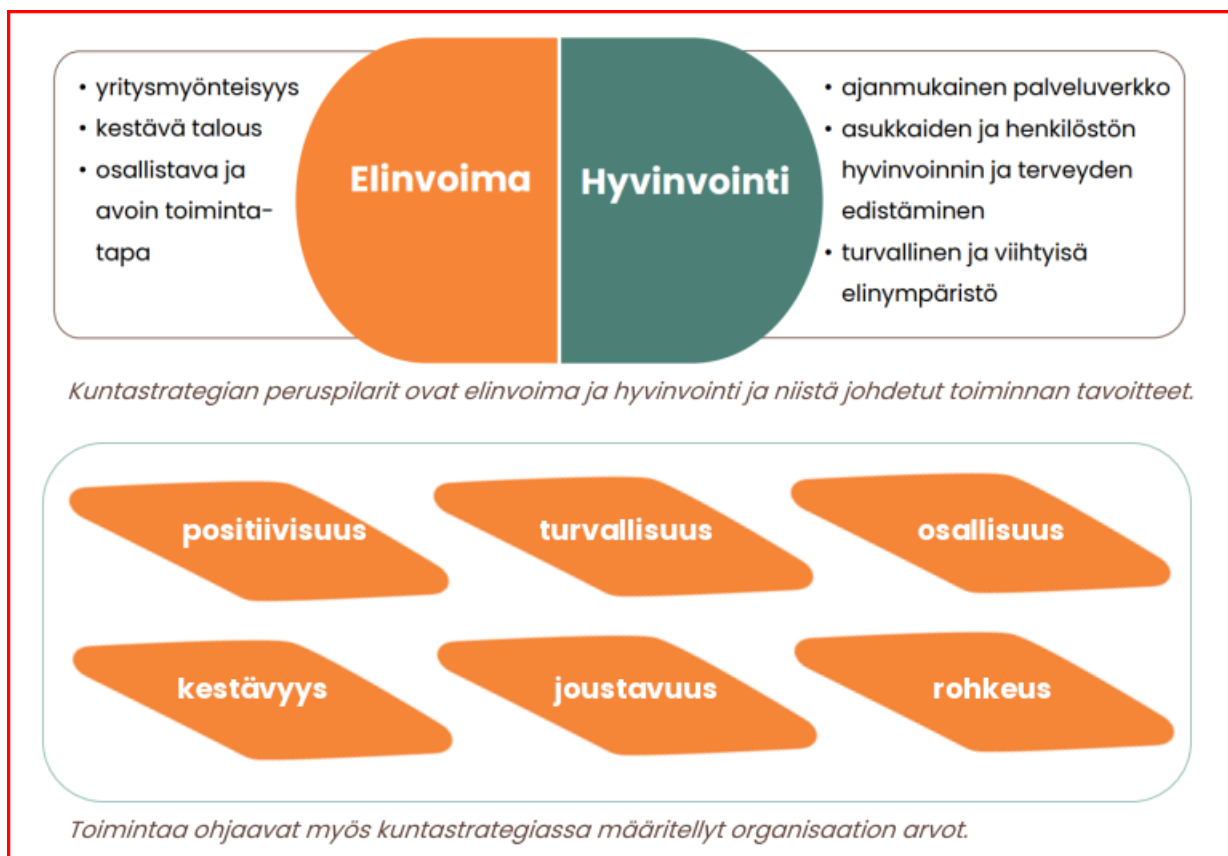 • yritysmyönteisyys
• kestävä talous
• osallistava ja
avoin toiminta-
tapa
Elinvoima
Hyvinvointi
• ajanmukainen palveluverkko
• asukkaiden ja henkilöstön
hyvinvoinnin ja terveyden
edistäminen
• turvallinen ja viihtyisä
elinympäristö
Kuntastrategian peruspilarit ovat elinvoima ja hyvinvointi ja niistä johdetut toiminnan tavoitteet.
positiivisuus
turvallisuus
osallisuus
kestävyys
joustavuus
rohkeus
Toimintaa ohjaavat myös kuntastrategiassa määritellyt organisaation arvot.